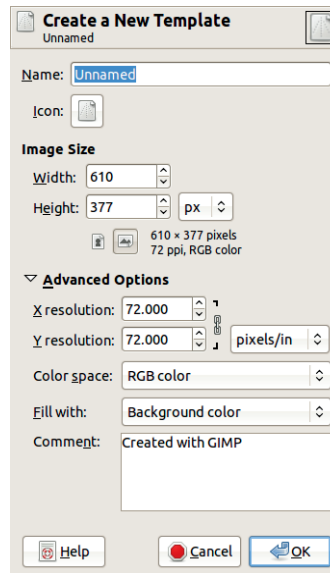 Create a New Template
Unnamed
Name: Unnamed
Icon:
Image Size
Width: 610
Height: 377 px
610 × 377 pixels
72 ppi, RGB color
Advanced Options
X resolution: 72.000
Y resolution: 72.000 pixels/in
Color space: RGB color
Fill with: Background color
Comment: Created with GIMP
Help Cancel OK